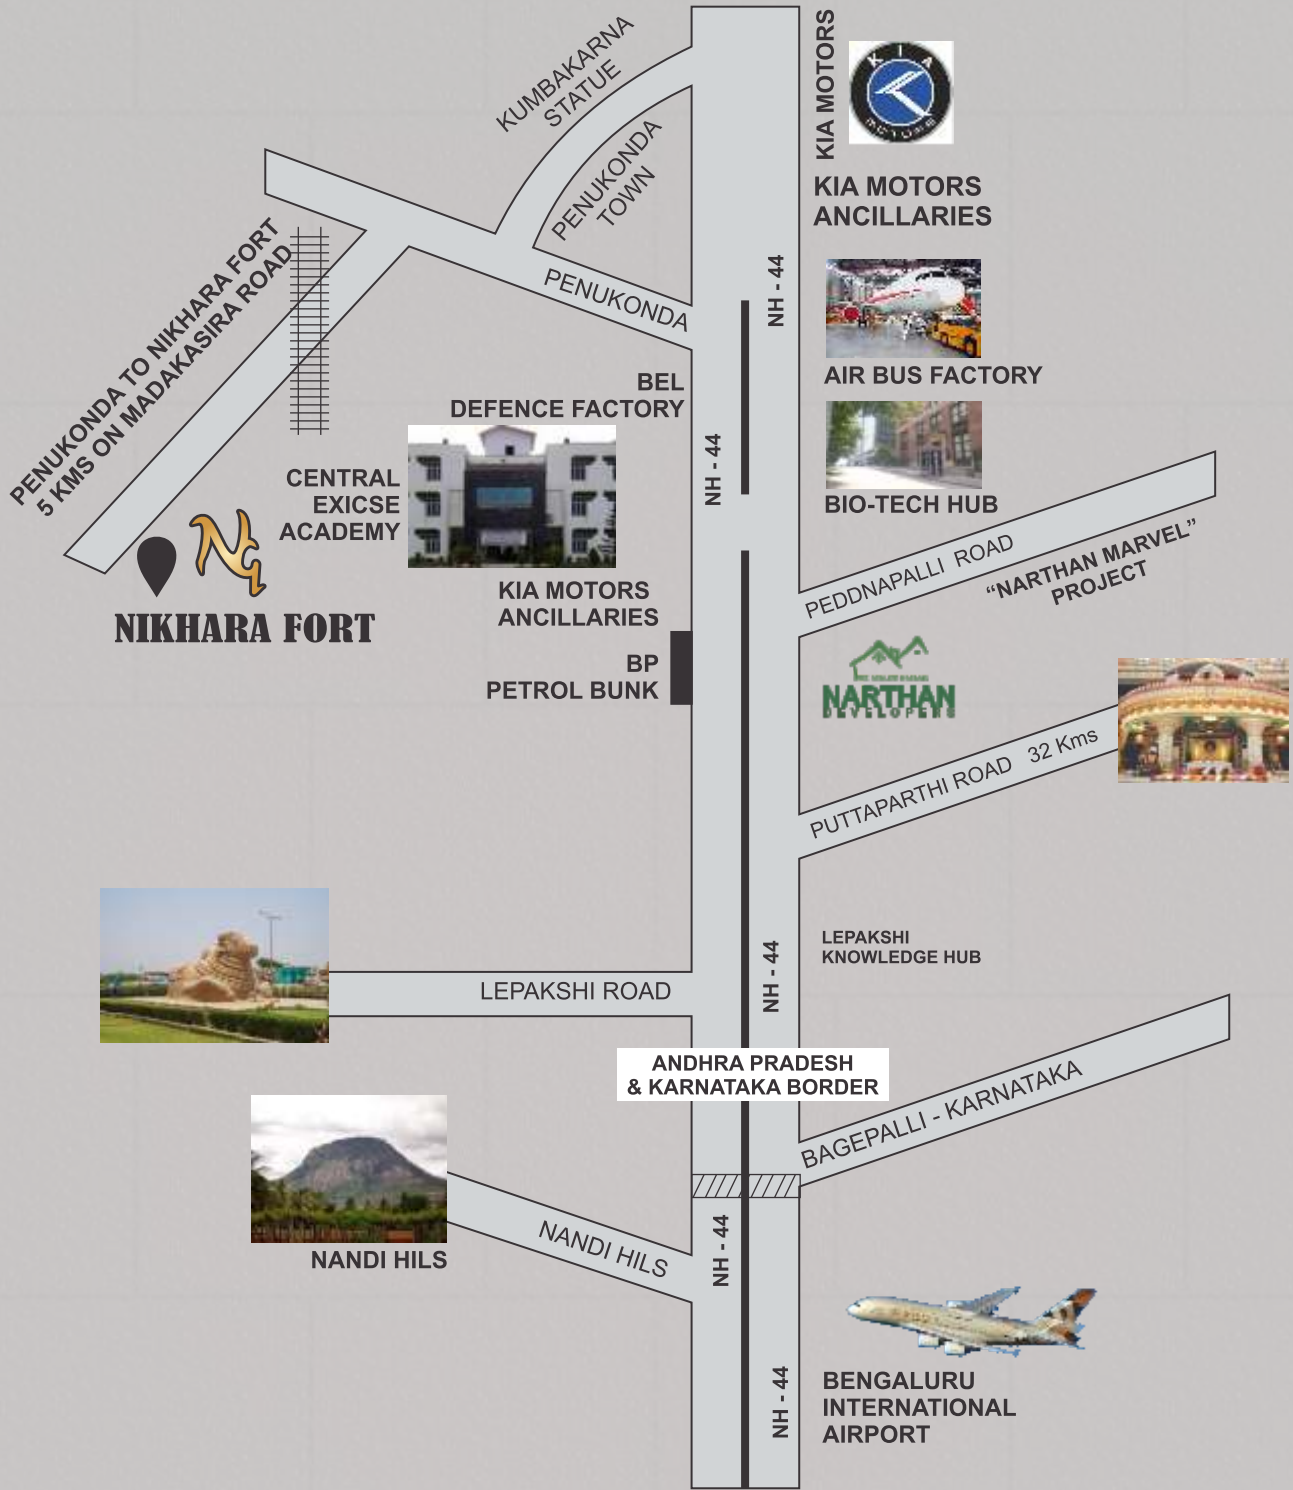 KUMBAKARNA
STATUE
PENUKONDA
TOWN
KIA MOTORS
KIA
KIA MOTORS
ANCILLARIES
PENUKONDA TO NIKHARA FORT
5 KMS ON MADAKASIRA ROAD
PENUKONDA
NH - 44
AIR BUS FACTORY
BEL
DEFENCE FACTORY
NH - 44
BIO-TECH HUB
CENTRAL
EXICSE
ACADEMY
NIKHARA FORT
KIA MOTORS
ANCILLARIES
PEDDNAPALLI ROAD
“NARTHAN MARVEL”
PROJECT
BP
PETROL BUNK
NARTHAN
DEVELOPERS
PUTTAPARTHI ROAD 32 Kms
LEPAKSHI
KNOWLEDGE HUB
NH - 44
LEPAKSHI ROAD
ANDHRA PRADESH
& KARNATAKA BORDER
BAGEPALLI - KARNATAKA
NANDI HILS
NANDI HILS
NH - 44
NH - 44
BENGALURU
INTERNATIONAL
AIRPORT